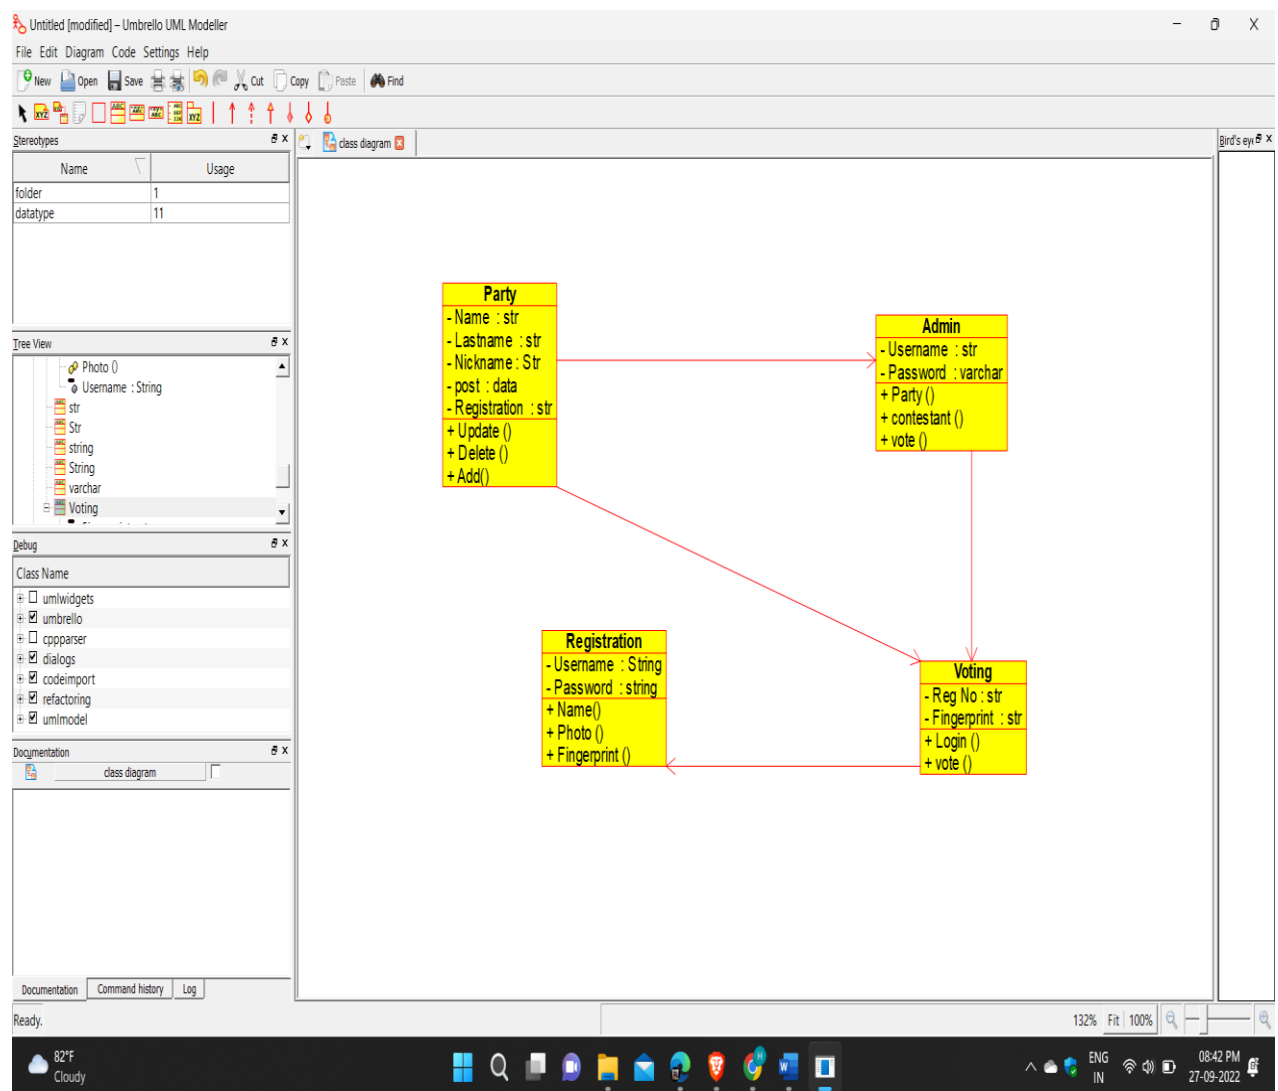 Untitled [modified] – Umbrello UML Modeller
File Edit Diagram Code Settings Help
New Open Save Cut Copy Paste Find
Stereotypes
Name Usage
folder 1
datatype 11
Tree View
Photo ()
Username : String
str
Str
string
String
varchar
Voting
Debug
Class Name
umlwidgets
umbrello
cppparser
dialogs
codeimport
refactoring
umlmodel
Documentation
class diagram
Documentation Command history Log
Ready.
class diagram
Bird's eye
Party
- Name : str
- Lastname : str
- Nickname : Str
- post : data
- Registration : str
+ Update ()
+ Delete ()
+ Add()
Admin
- Username : str
- Password : varchar
+ Party ()
+ contestant ()
+ vote ()
Registration
- Username : String
- Password : string
+ Name()
+ Photo ()
+ Fingerprint ()
Voting
- Reg No : str
- Fingerprint : str
+ Login ()
+ vote ()
132% Fit 100%
82°F
Cloudy
ENG
IN
08:42 PM
27-09-2022